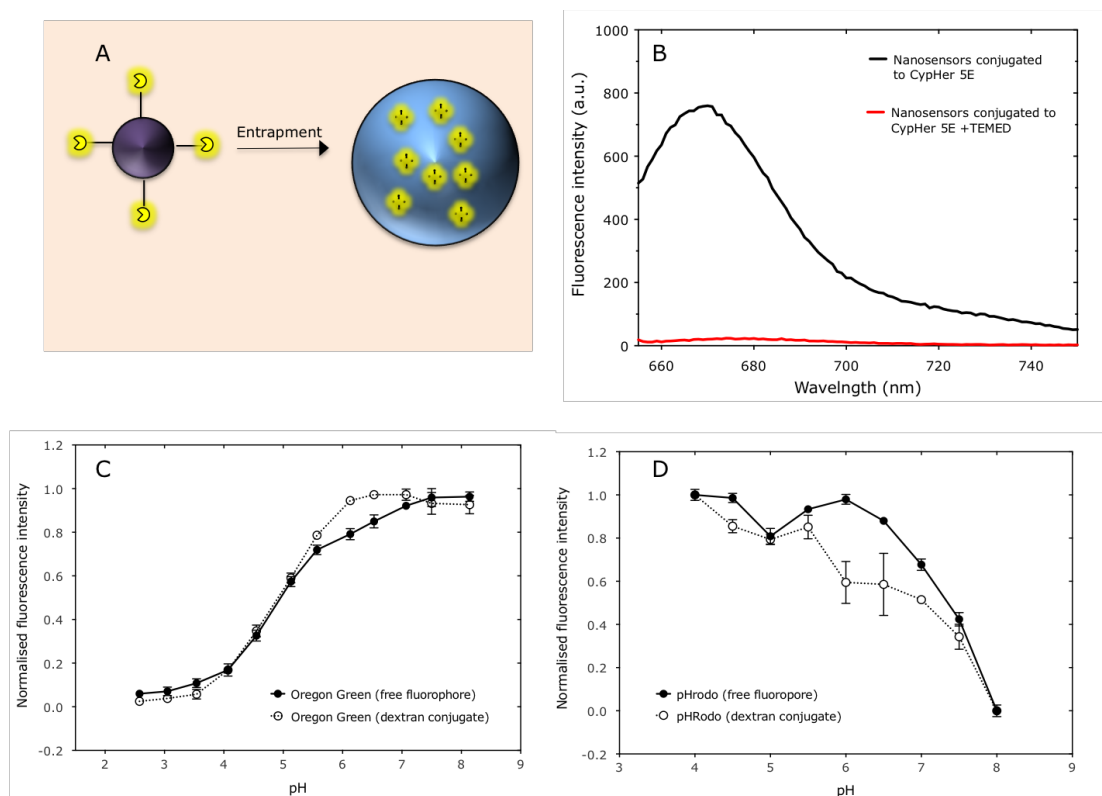 A
Entrapment
B
Nanosensors conjugated
to CypHer 5E
Nanosensors conjugated to
CypHer 5E +TEMED
Fluorescence intensity (a.u.)
1000
800
600
400
200
0
660 680 700 720 740
Wavelngth (nm)
C
Normalised fluorescence intensity
1.2
1.0
0.8
0.6
0.4
0.2
0.0
-0.2
Oregon Green (free fluorophore)
Oregon Green (dextran conjugate)
2 3 4 5 6 7 8 9
pH
D
Normalised fluorescence intensity
1.2
1.0
0.8
0.6
0.4
0.2
0.0
-0.2
pHrodo (free fluoropore)
pHRodo (dextran conjugate)
3 4 5 6 7 8 9
pH